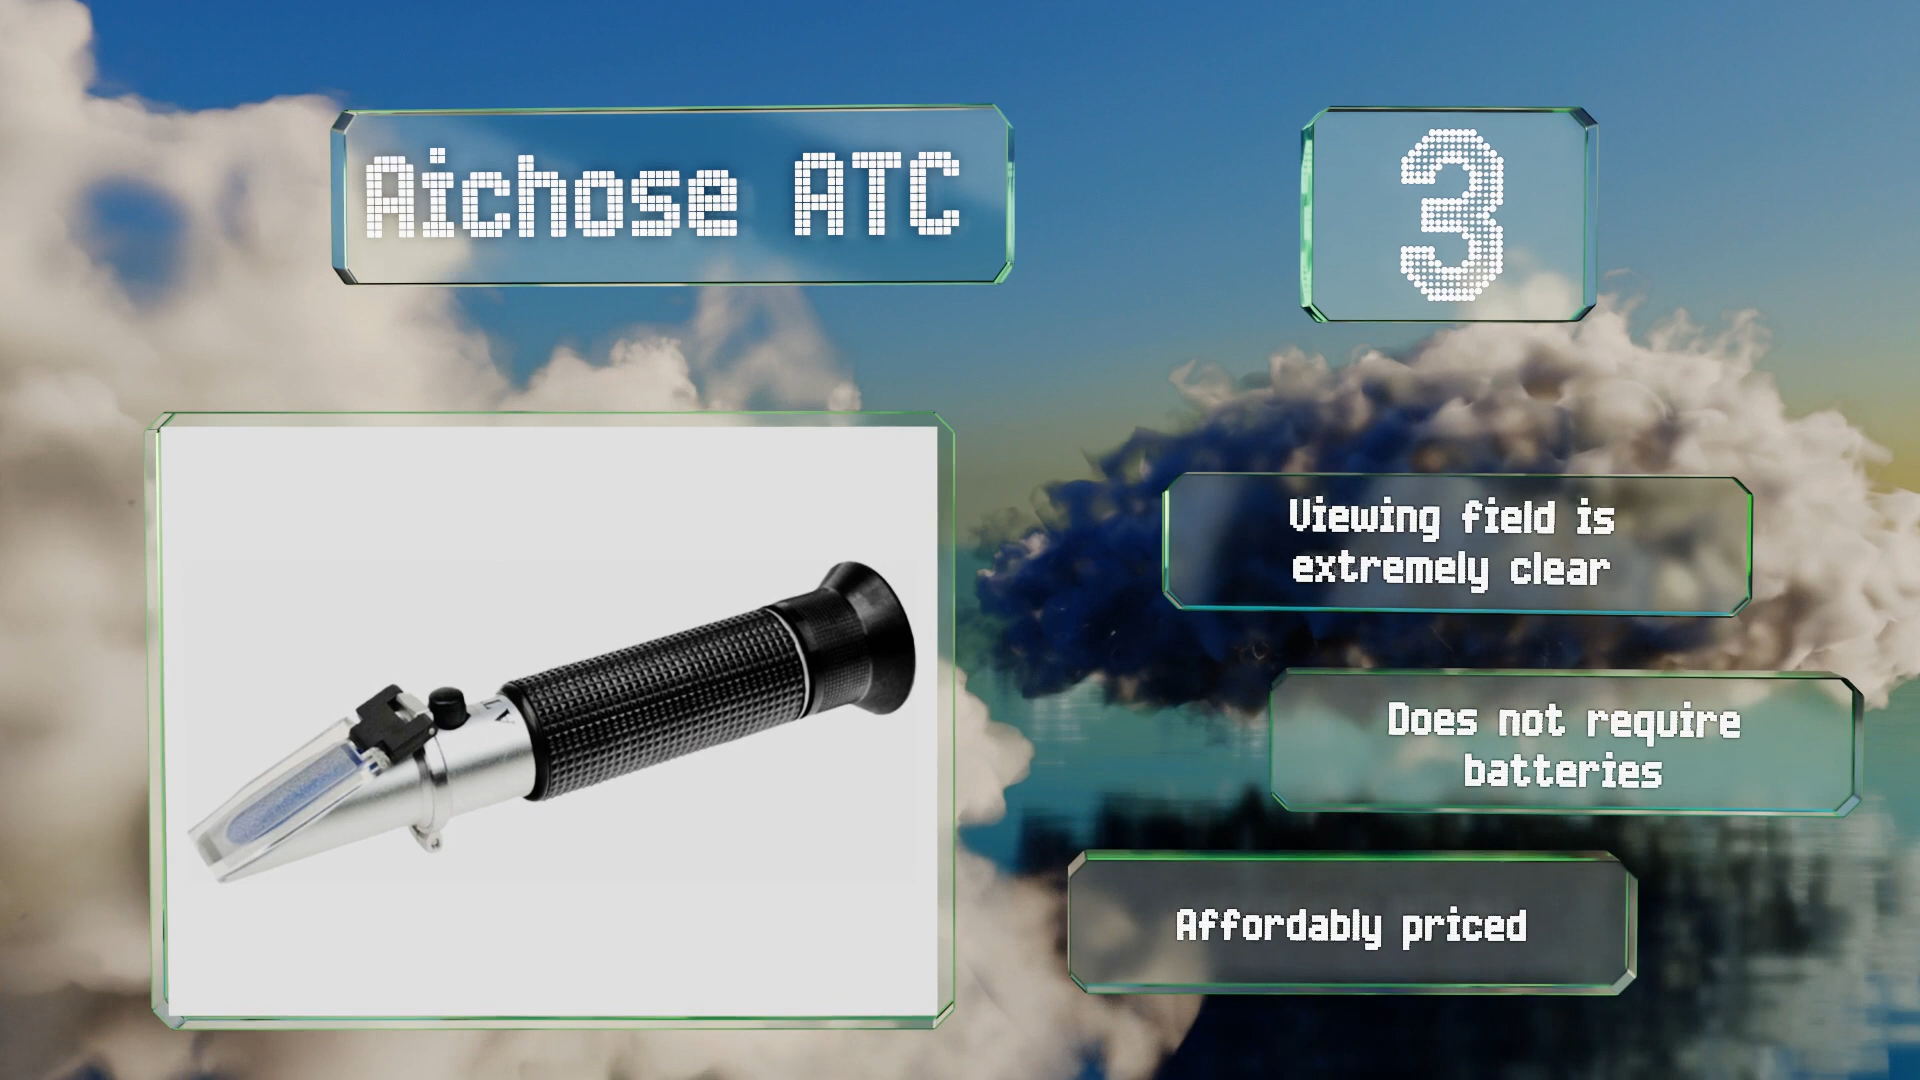 Aichose ATC
3
Viewing field is
extremely clear
Does not require
batteries
Affordably priced